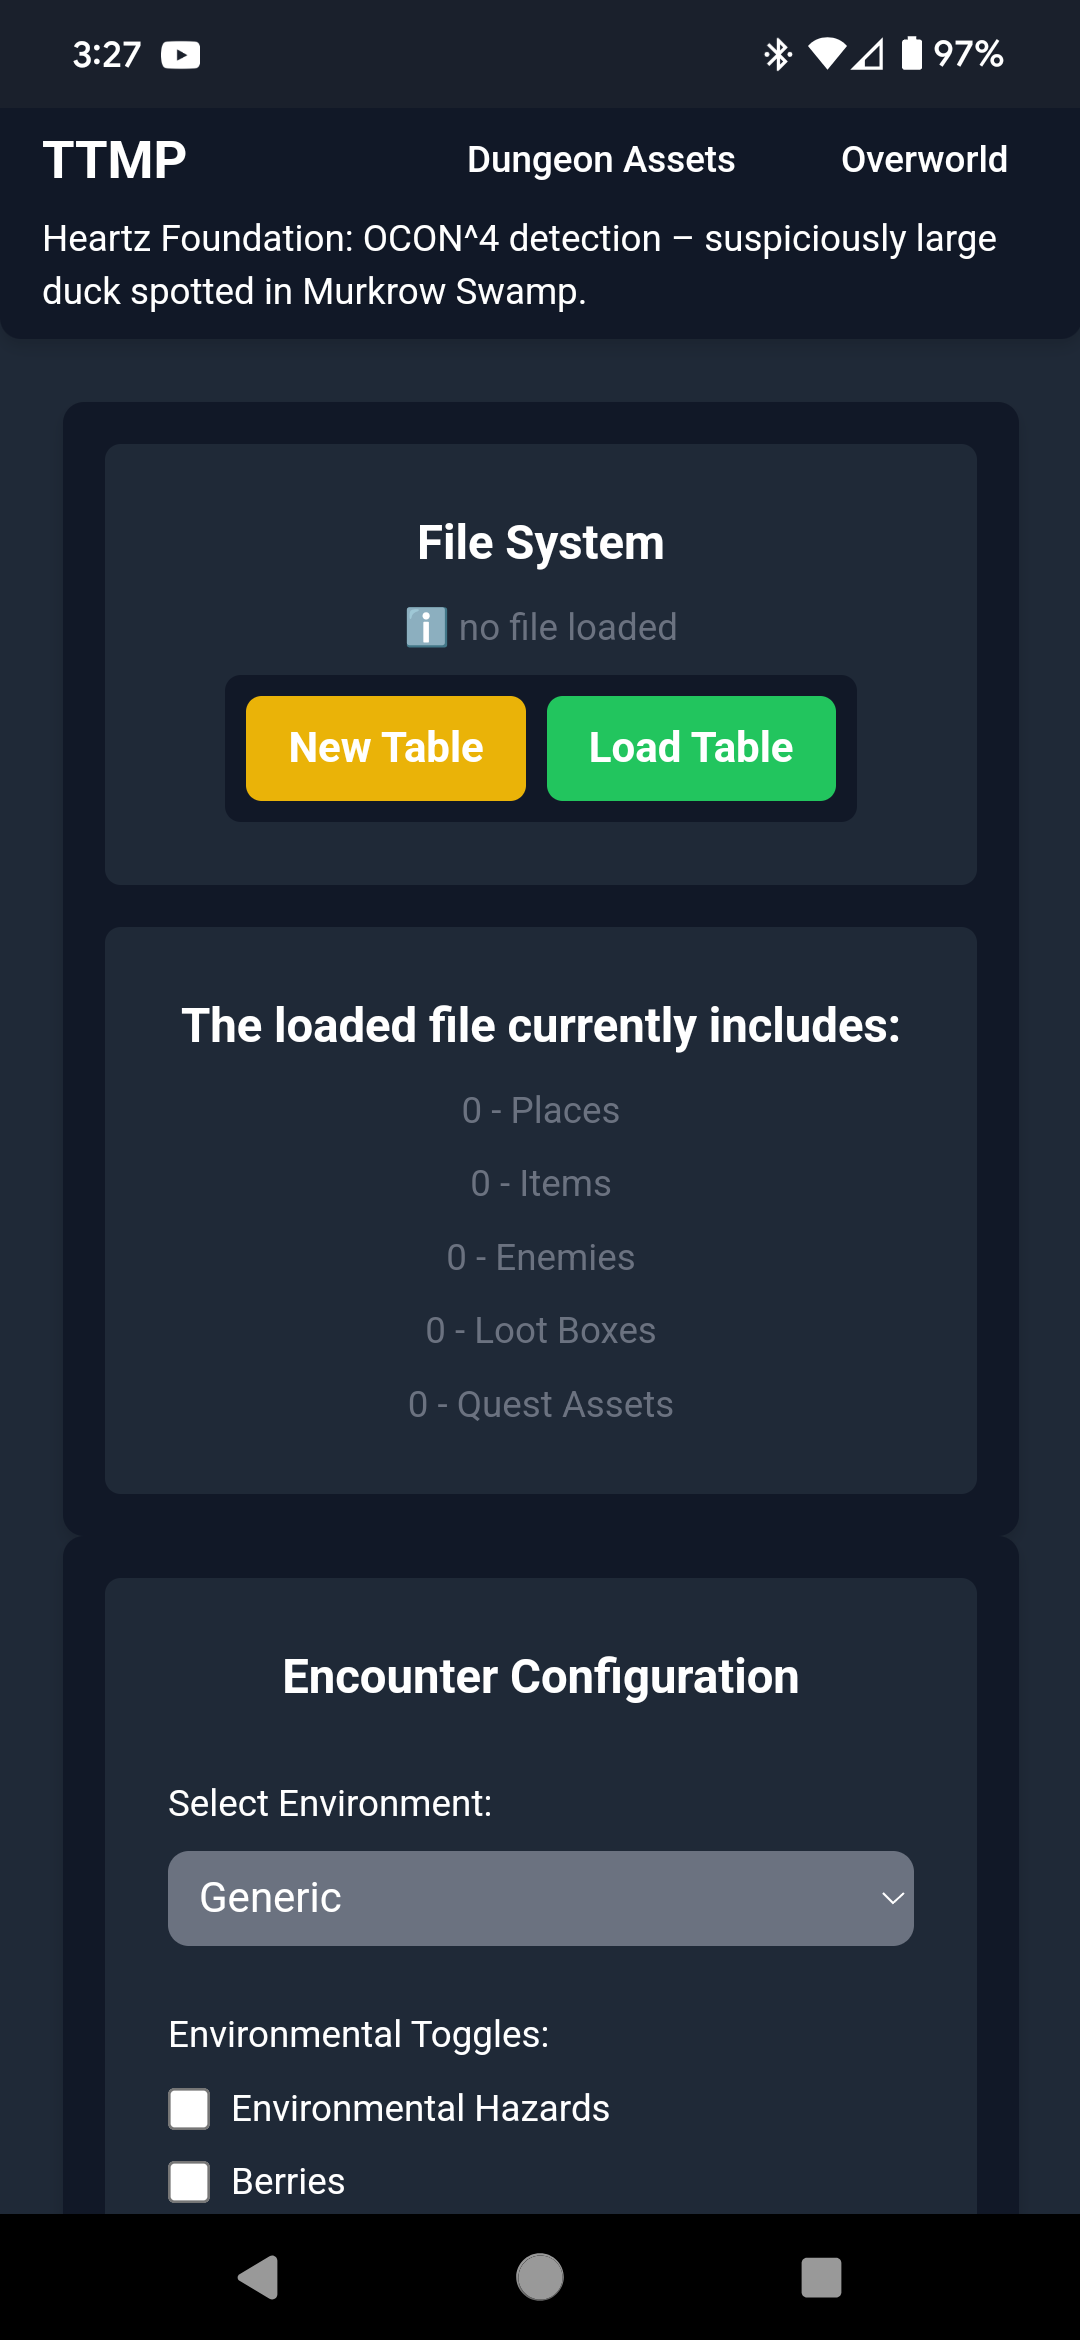 3:27
97%
TTMP
Dungeon Assets
Overworld
Heartz Foundation: OCON^4 detection – suspiciously large
duck spotted in Murkrow Swamp.
File System
ℹ️ no file loaded
New Table
Load Table
The loaded file currently includes:
0 - Places
0 - Items
0 - Enemies
0 - Loot Boxes
0 - Quest Assets
Encounter Configuration
Select Environment:
Generic
Environmental Toggles:
Environmental Hazards
Berries